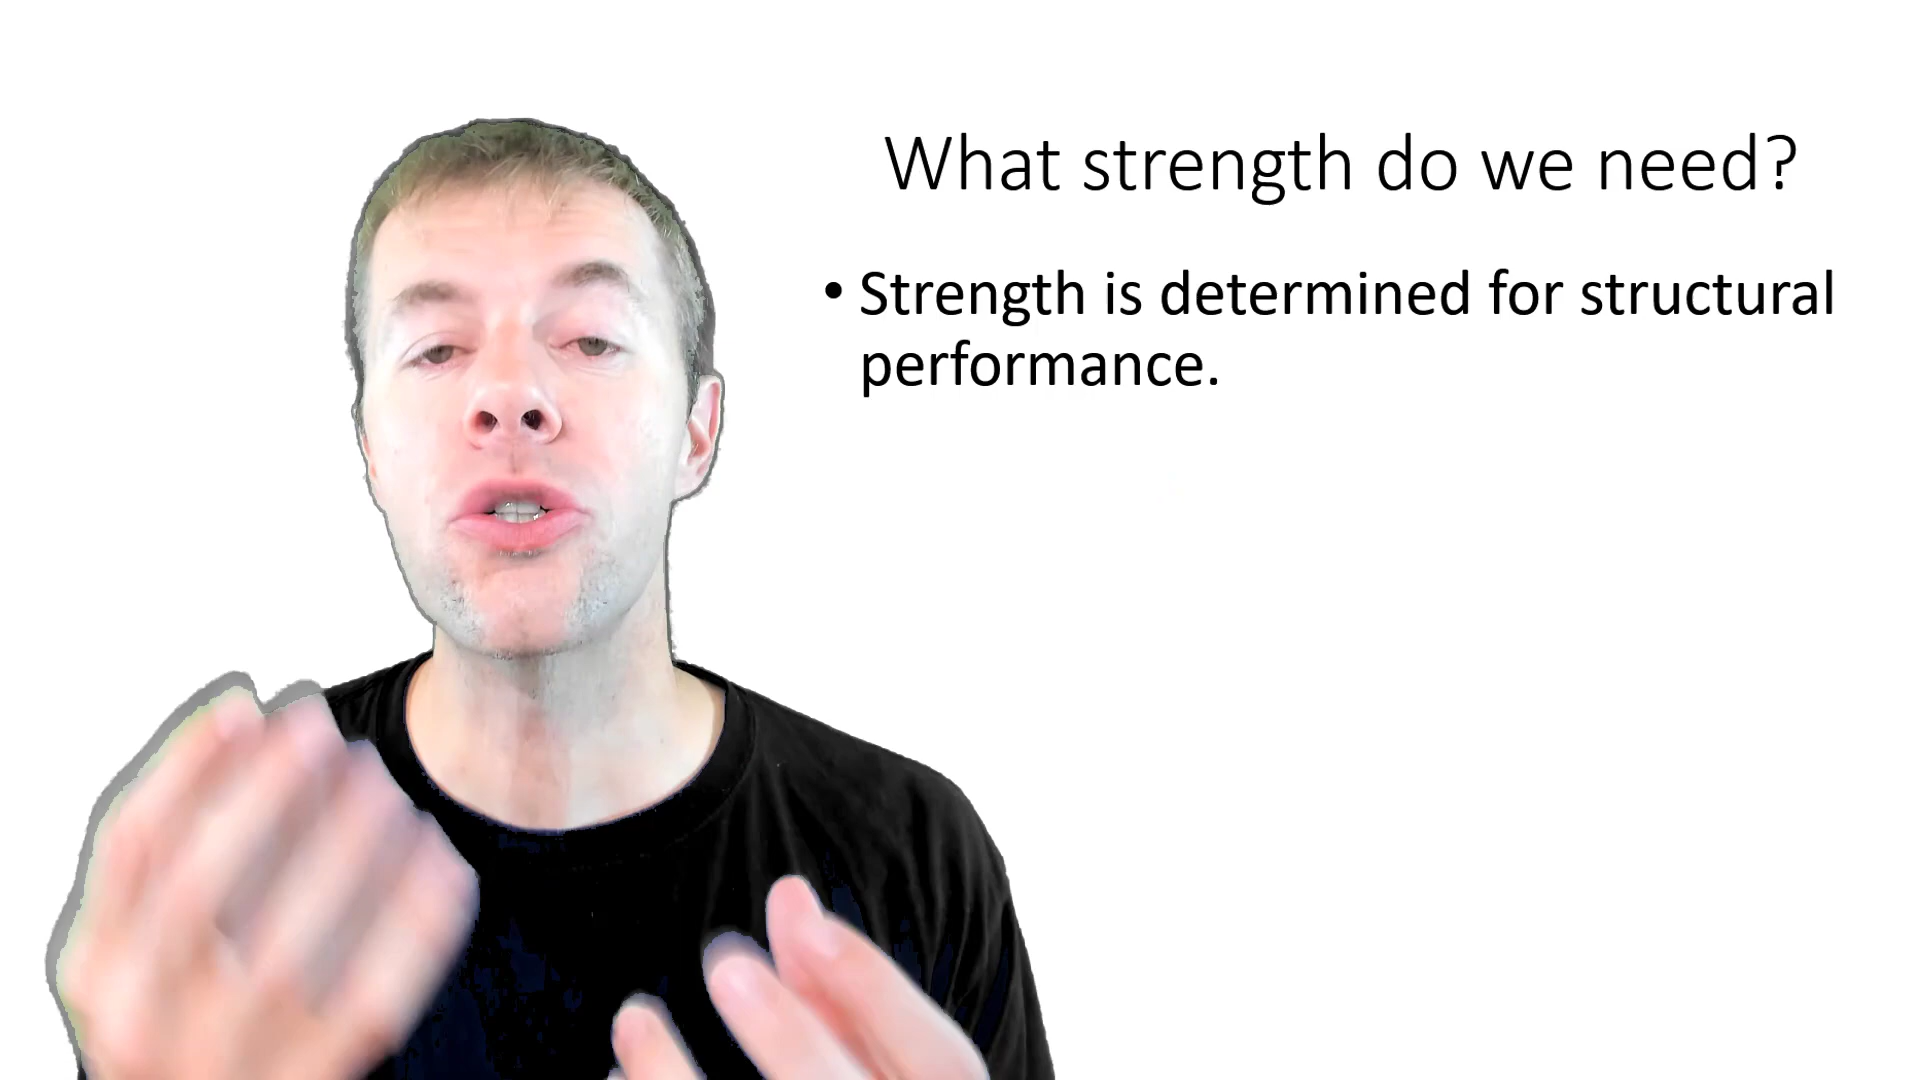 What strength do we need?
• Strength is determined for structural
performance.